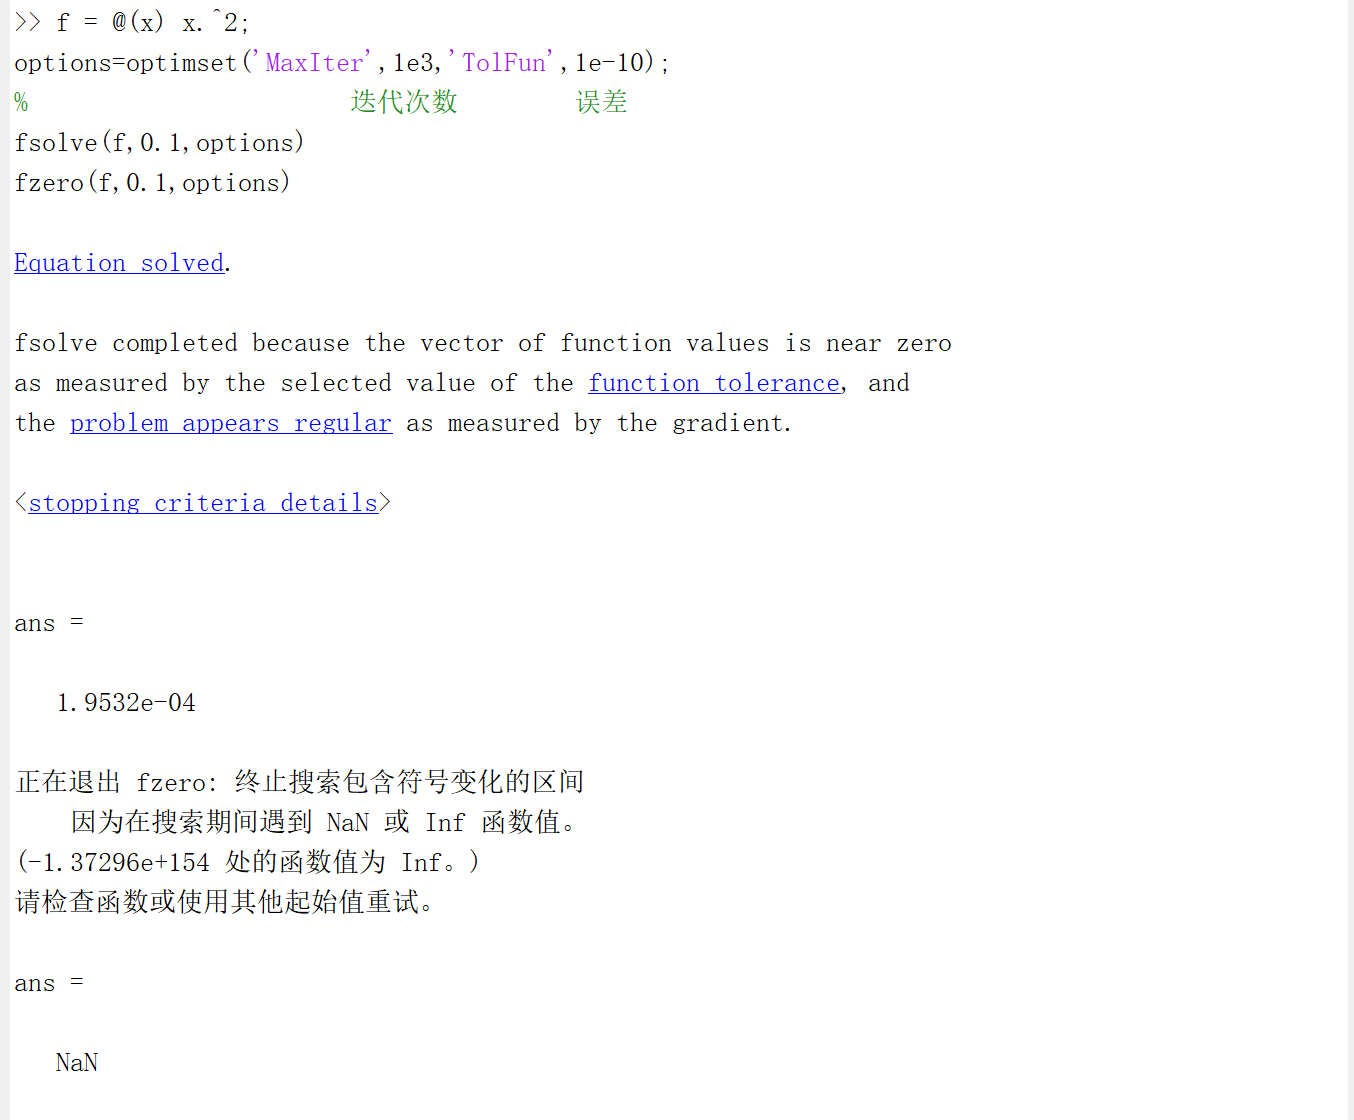 >> f = @(x) x.^2;
options=optimset('MaxIter',1e3,'TolFun',1e-10);
% 迭代次数 误差
fsolve(f,0.1,options)
fzero(f,0.1,options)
Equation solved.
fsolve completed because the vector of function values is near zero
as measured by the selected value of the function tolerance, and
the problem appears regular as measured by the gradient.
<stopping criteria details>
ans =
1.9532e-04
正在退出 fzero: 终止搜索包含符号变化的区间
因为在搜索期间遇到 NaN 或 Inf 函数值。
(-1.37296e+154 处的函数值为 Inf。)
请检查函数或使用其他起始值重试。
ans =
NaN